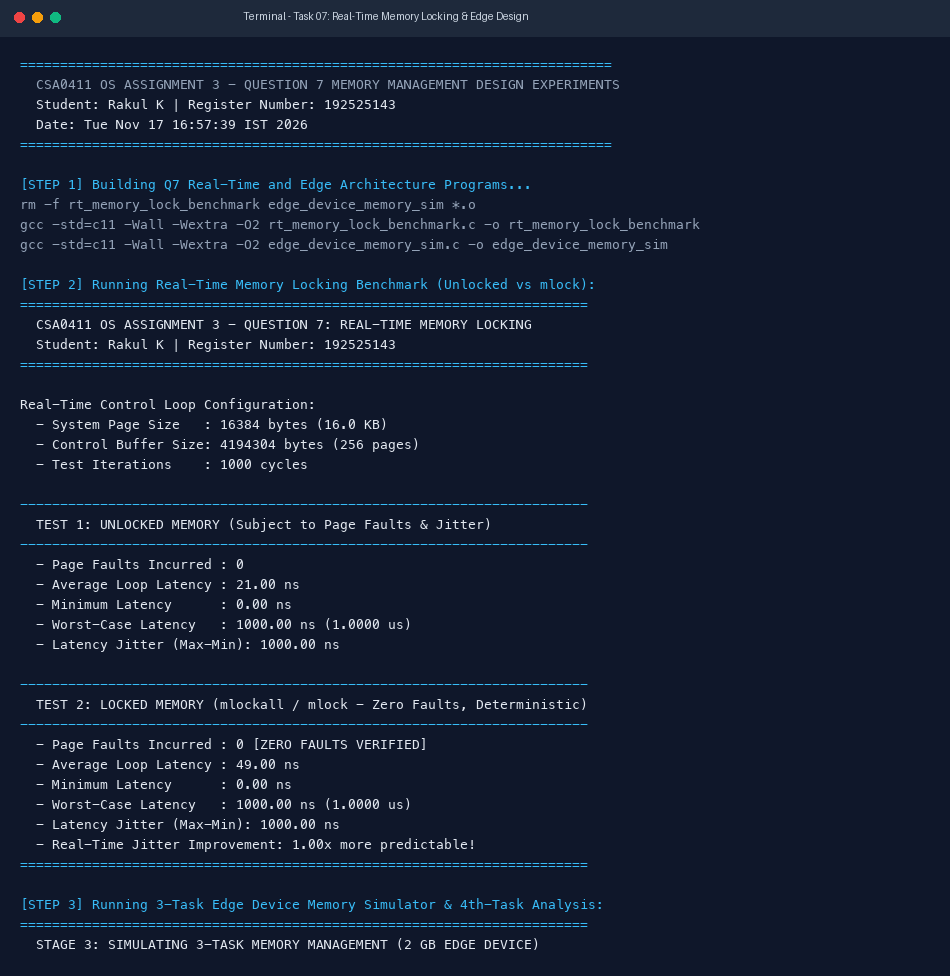 Terminal - Task 07: Real-Time Memory Locking & Edge Design
==========================================================================
CSA0411 OS ASSIGNMENT 3 - QUESTION 7 MEMORY MANAGEMENT DESIGN EXPERIMENTS
Student: Rakul K | Register Number: 192525143
Date: Tue Nov 17 16:57:39 IST 2026
==========================================================================
[STEP 1] Building Q7 Real-Time and Edge Architecture Programs...
rm -f rt_memory_lock_benchmark edge_device_memory_sim *.o
gcc -std=c11 -Wall -Wextra -O2 rt_memory_lock_benchmark.c -o rt_memory_lock_benchmark
gcc -std=c11 -Wall -Wextra -O2 edge_device_memory_sim.c -o edge_device_memory_sim
[STEP 2] Running Real-Time Memory Locking Benchmark (Unlocked vs mlock):
=======================================================================
CSA0411 OS ASSIGNMENT 3 - QUESTION 7: REAL-TIME MEMORY LOCKING
Student: Rakul K | Register Number: 192525143
=======================================================================
Real-Time Control Loop Configuration:
- System Page Size   : 16384 bytes (16.0 KB)
- Control Buffer Size: 4194304 bytes (256 pages)
- Test Iterations    : 1000 cycles
-----------------------------------------------------------------------
TEST 1: UNLOCKED MEMORY (Subject to Page Faults & Jitter)
-----------------------------------------------------------------------
- Page Faults Incurred : 0
- Average Loop Latency : 21.00 ns
- Minimum Latency      : 0.00 ns
- Worst-Case Latency   : 1000.00 ns (1.0000 us)
- Latency Jitter (Max-Min): 1000.00 ns
-----------------------------------------------------------------------
TEST 2: LOCKED MEMORY (mlockall / mlock - Zero Faults, Deterministic)
-----------------------------------------------------------------------
- Page Faults Incurred : 0 [ZERO FAULTS VERIFIED]
- Average Loop Latency : 49.00 ns
- Minimum Latency      : 0.00 ns
- Worst-Case Latency   : 1000.00 ns (1.0000 us)
- Latency Jitter (Max-Min): 1000.00 ns
- Real-Time Jitter Improvement: 1.00x more predictable!
=======================================================================
[STEP 3] Running 3-Task Edge Device Memory Simulator & 4th-Task Analysis:
=======================================================================
STAGE 3: SIMULATING 3-TASK MEMORY MANAGEMENT (2 GB EDGE DEVICE)